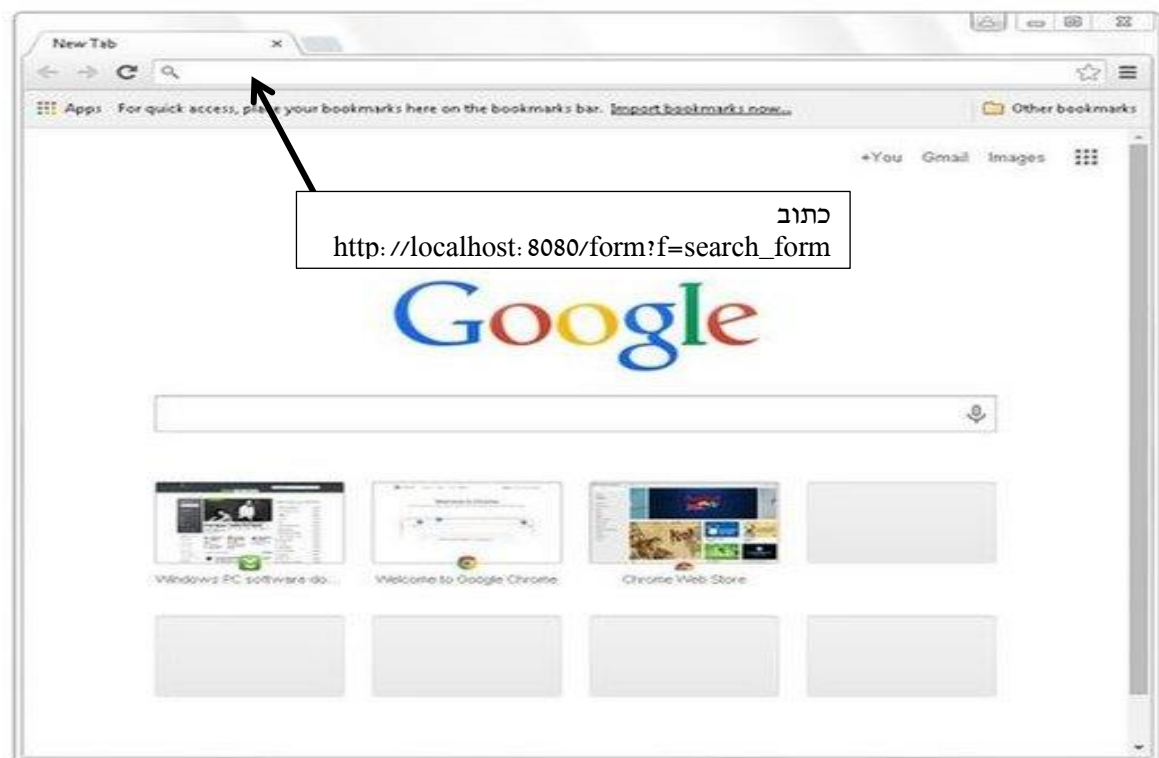 New Tab
Apps For quick access, place your bookmarks here on the bookmarks bar. Import bookmarks now...
Other bookmarks
+You Gmail Images
כתוב
http://localhost:8080/form?f=search_form
Google
Windows PC software do...
Welcome to Google Chrome
Chrome Web Store